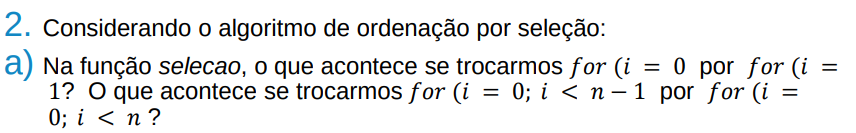 2. Considerando o algoritmo de ordenação por seleção:
a) Na função selecao, o que acontece se trocarmos for (i = 0 por for (i =
1? O que acontece se trocarmos for (i = 0; i < n − 1 por for (i =
0; i < n ?